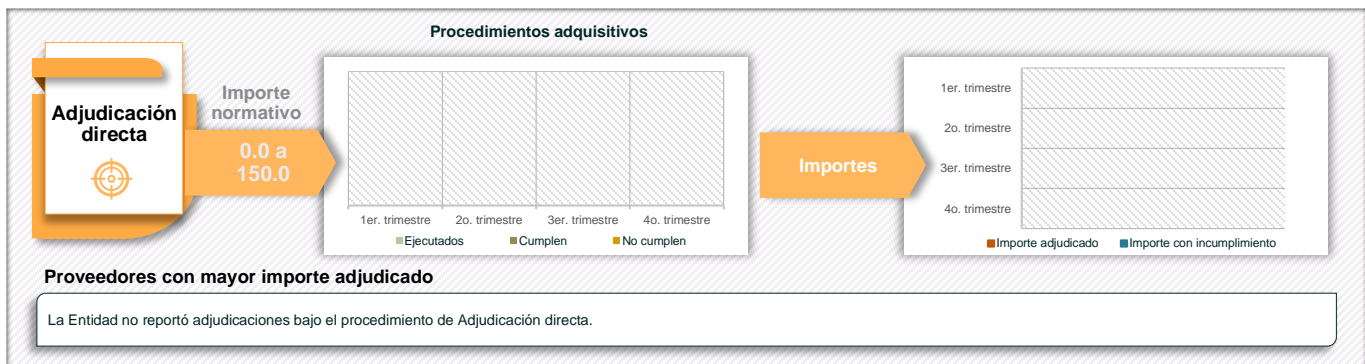 Procedimientos adquisitivos
Adjudicación
directa
Importe
normativo
0.0 a
150.0
1er. trimestre
2o. trimestre
3er. trimestre
4o. trimestre
Ejecutados
Cumplen
No cumplen
Importes
1er. trimestre
2o. trimestre
3er. trimestre
4o. trimestre
Importe adjudicado
Importe con incumplimiento
Proveedores con mayor importe adjudicado
La Entidad no reportó adjudicaciones bajo el procedimiento de Adjudicación directa.